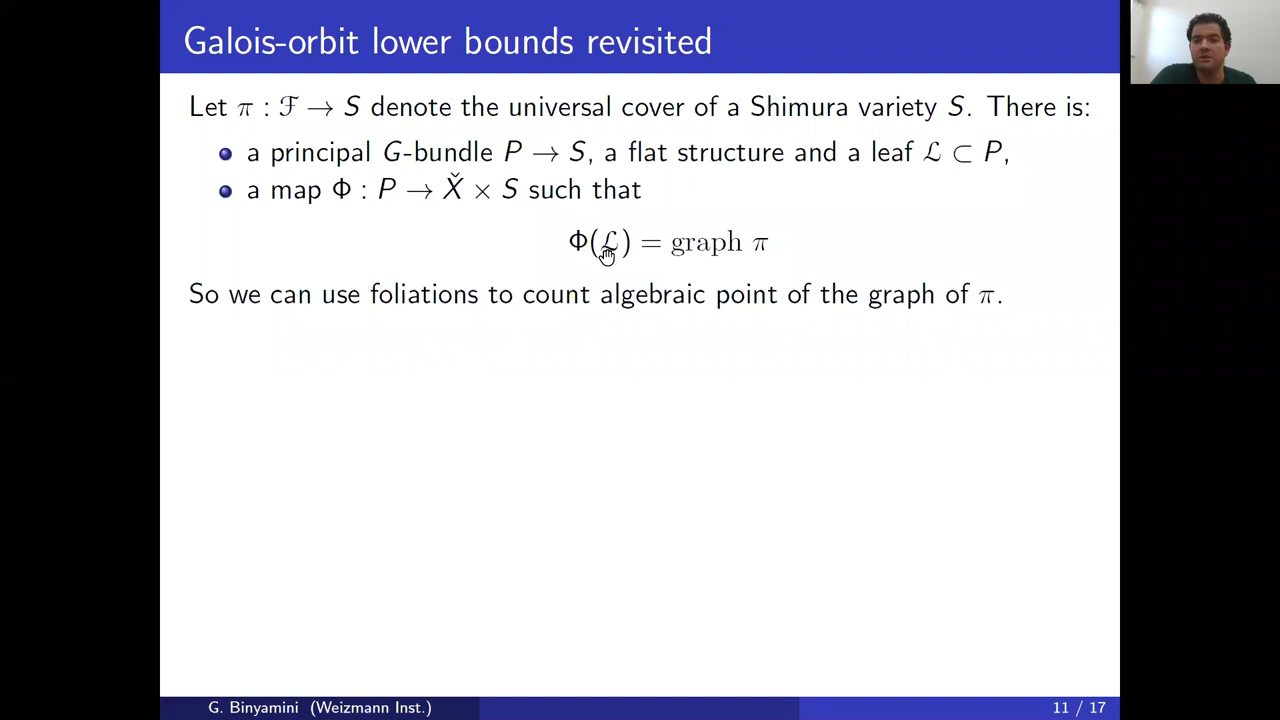 Galois-orbit lower bounds revisited
Let π : ℱ → S denote the universal cover of a Shimura variety S. There is:
a principal G-bundle P → S, a flat structure and a leaf ℒ ⊂ P,
a map Φ : P → X̌ × S such that
Φ(ℒ) = graph π
So we can use foliations to count algebraic point of the graph of π.
G. Binyamini (Weizmann Inst.) 11 / 17